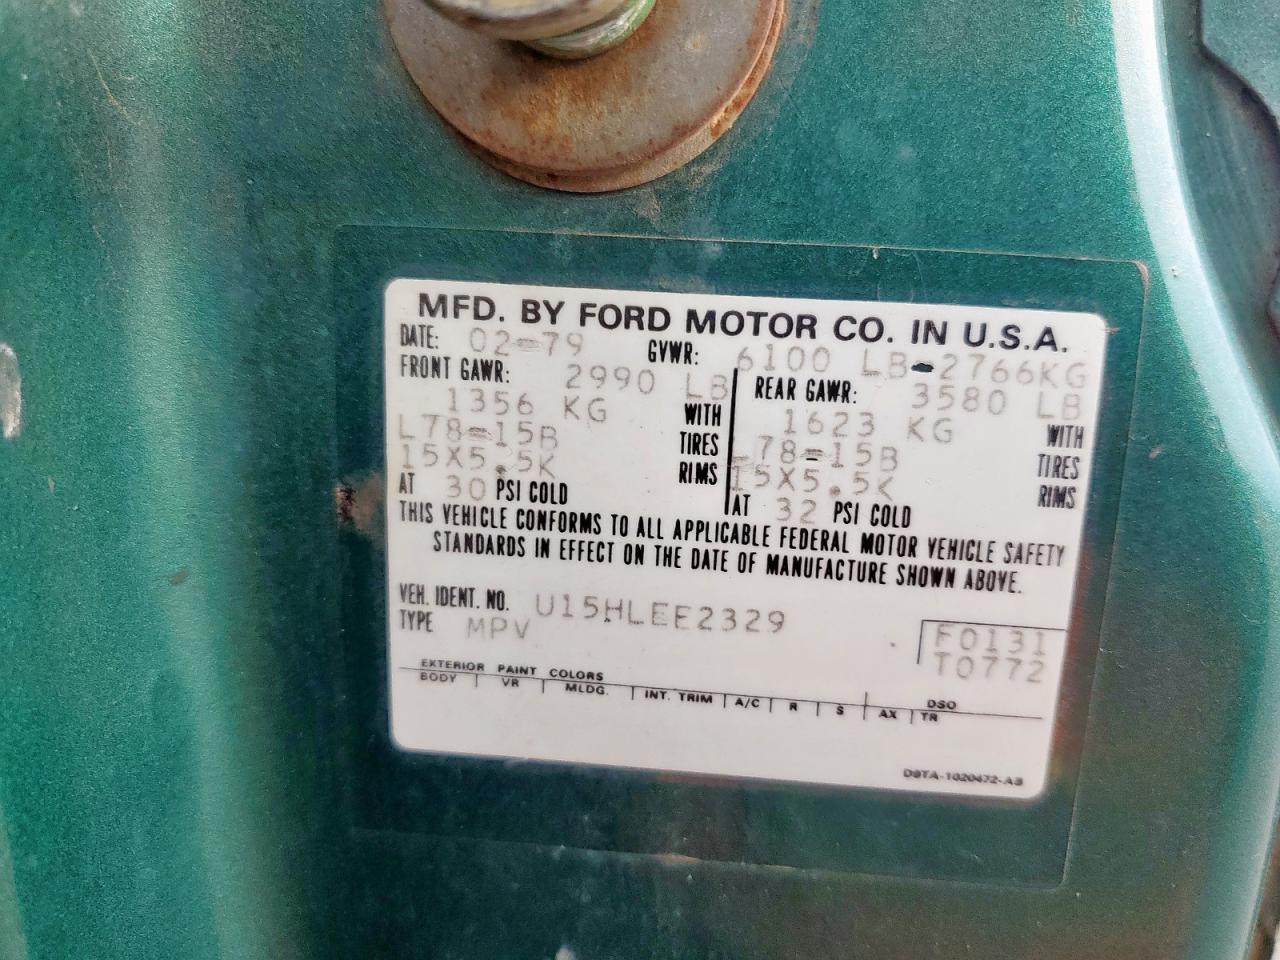 MFD. BY FORD MOTOR CO. IN U.S.A.
DATE: 02-79 GVWR: 6100 LB-2766KG
FRONT GAWR: 2990 LB REAR GAWR: 3580 LB
1356 KG WITH 1623 KG WITH
L78-15B TIRES 78-15B TIRES
15X5.5K RIMS 15X5.5K RIMS
AT 30 PSI COLD AT 32 PSI COLD
THIS VEHICLE CONFORMS TO ALL APPLICABLE FEDERAL MOTOR VEHICLE SAFETY
STANDARDS IN EFFECT ON THE DATE OF MANUFACTURE SHOWN ABOVE.
VEH. IDENT. NO. U15HLEE2329
TYPE MPV F0131
T0772
EXTERIOR PAINT COLORS DSO
BODY VR MLDG. INT. TRIM A/C R S AX TR
D9TA-1020472-AB